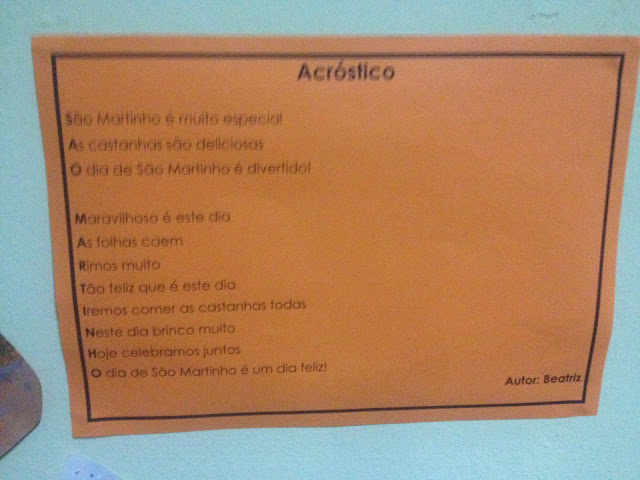 Acróstico
São Martinho é muito especial
As castanhas são deliciosas
O dia de São Martinho é divertido!
Maravilhoso é este dia
As folhas caem
Rimos muito
Tão feliz que é este dia
Iremos comer as castanhas todas
Neste dia brinco muito
Hoje celebramos juntos
O dia de São Martinho é um dia feliz!
Autor: Beatriz